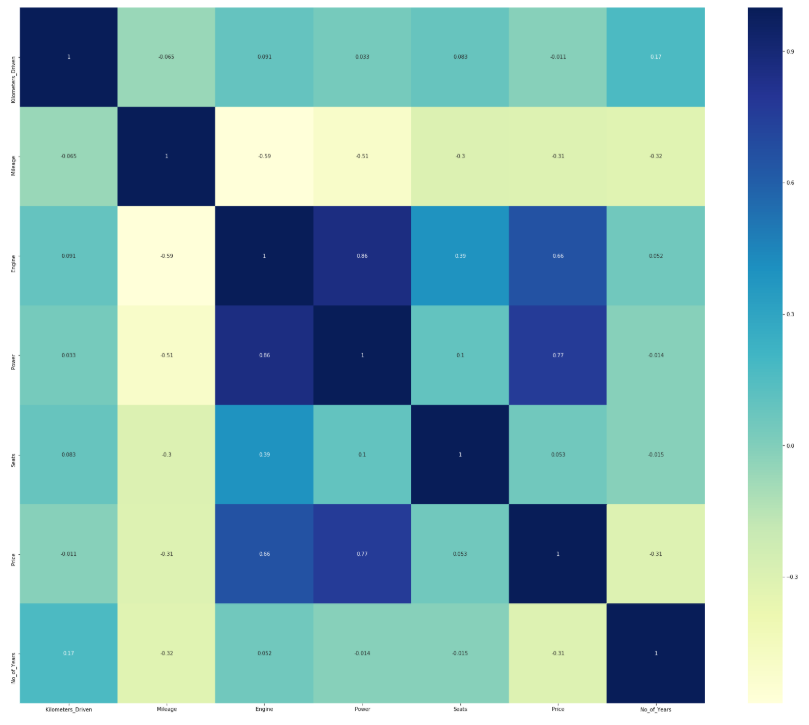 Kilometers_Driven 1 -0.065 0.091 0.033 0.083 -0.011 0.17
Mileage -0.065 1 -0.59 -0.51 -0.3 -0.31 -0.32
Engine 0.091 -0.59 1 0.86 0.39 0.66 0.052
Power 0.033 -0.51 0.86 1 0.1 0.77 -0.014
Seats 0.083 -0.3 0.39 0.1 1 0.053 -0.015
Price -0.011 -0.31 0.66 0.77 0.053 1 -0.31
No_of_Years 0.17 -0.32 0.052 -0.014 -0.015 -0.31 1
Kilometers_Driven Mileage Engine Power Seats Price No_of_Years
0.9
0.6
0.3
0.0
-0.3